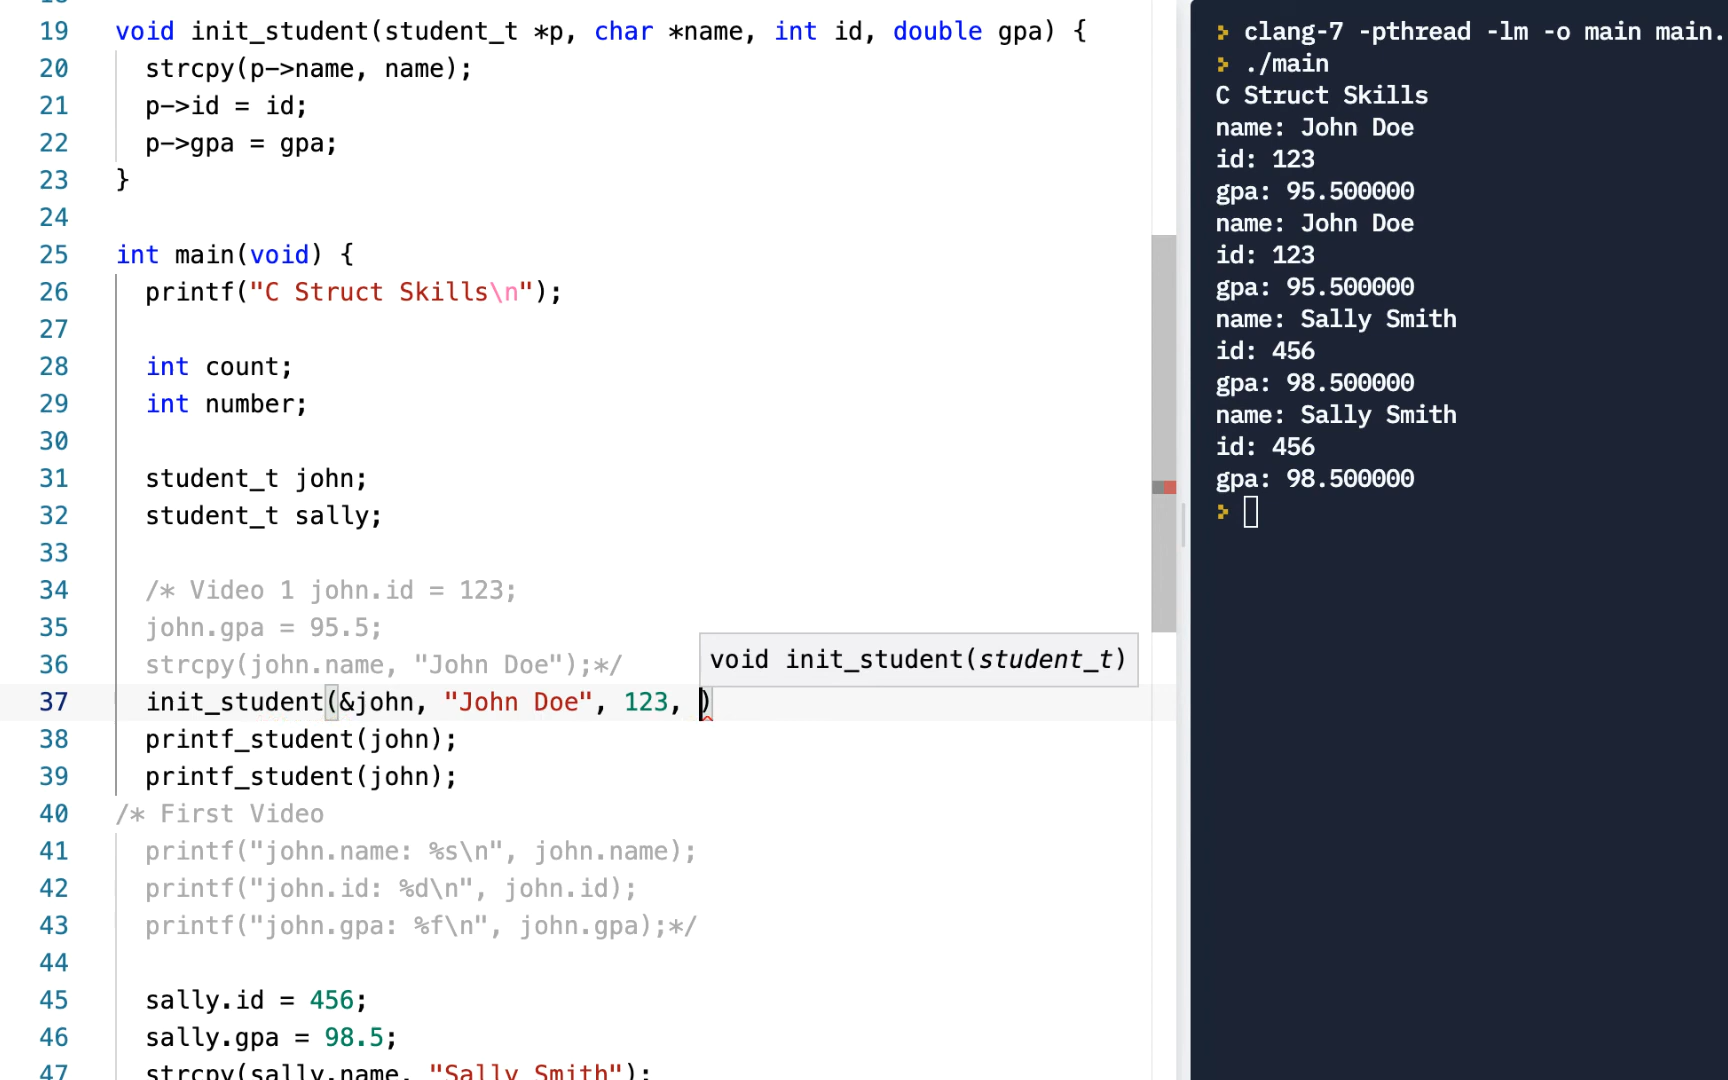 19 void init_student(student_t *p, char *name, int id, double gpa) {
20 strcpy(p->name, name);
21 p->id = id;
22 p->gpa = gpa;
23 }
24
25 int main(void) {
26 printf("C Struct Skills\n");
27
28 int count;
29 int number;
30
31 student_t john;
32 student_t sally;
33
34 /* Video 1 john.id = 123;
35 john.gpa = 95.5;
36 strcpy(john.name, "John Doe");*/
void init_student(student_t)
37 init_student(&john, "John Doe", 123, )
38 printf_student(john);
39 printf_student(john);
40 /* First Video
41 printf("john.name: %s\n", john.name);
42 printf("john.id: %d\n", john.id);
43 printf("john.gpa: %f\n", john.gpa);*/
44
45 sally.id = 456;
46 sally.gpa = 98.5;
47 strcpy(sally.name, "Sally Smith");
> clang-7 -pthread -lm -o main main.
> ./main
C Struct Skills
name: John Doe
id: 123
gpa: 95.500000
name: John Doe
id: 123
gpa: 95.500000
name: Sally Smith
id: 456
gpa: 98.500000
name: Sally Smith
id: 456
gpa: 98.500000
>